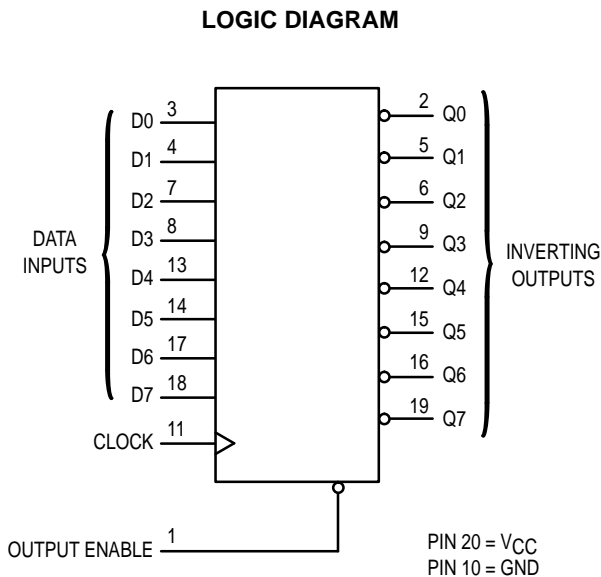 LOGIC DIAGRAM
D0 3
D1 4
D2 7
D3 8
D4 13
D5 14
D6 17
D7 18
DATA
INPUTS
CLOCK 11
OUTPUT ENABLE 1
2 Q0
5 Q1
6 Q2
9 Q3
12 Q4
15 Q5
16 Q6
19 Q7
INVERTING
OUTPUTS
PIN 20 = VCC
PIN 10 = GND